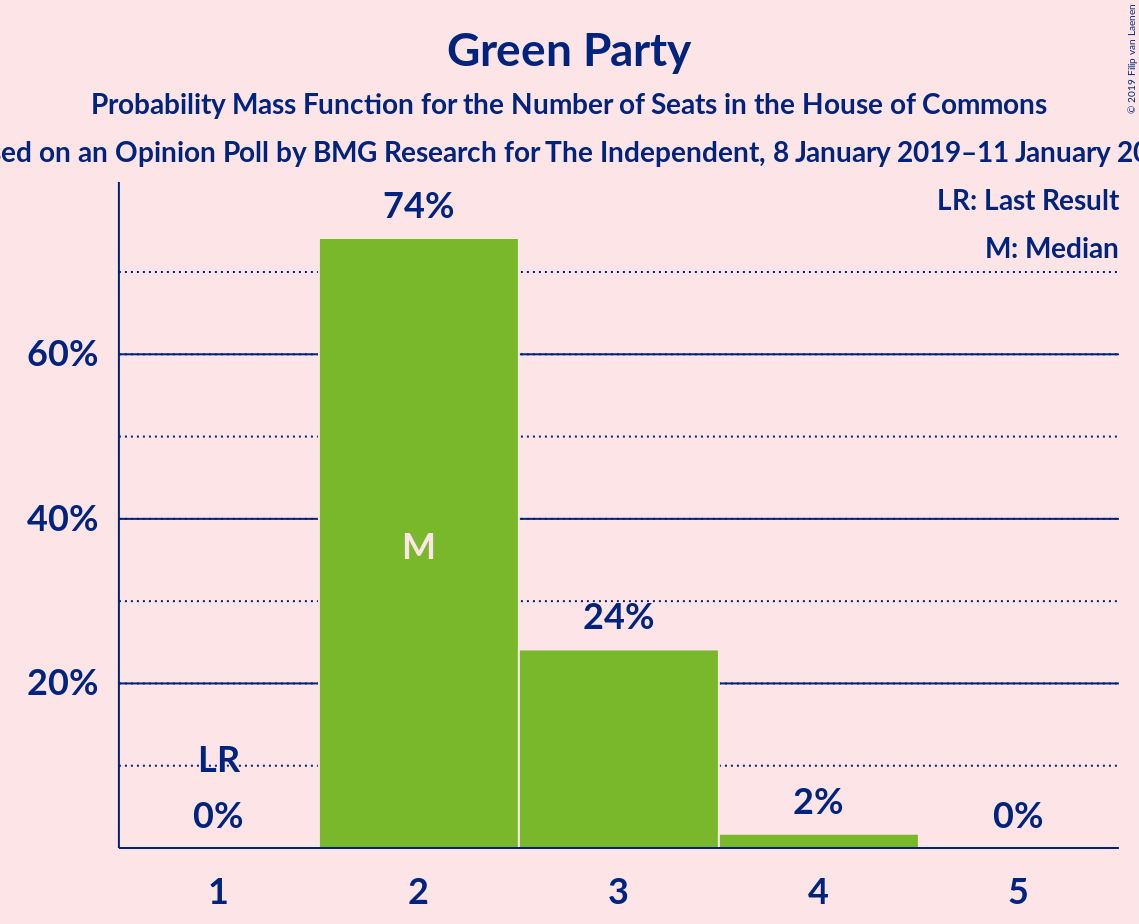 Green Party
Probability Mass Function for the Number of Seats in the House of Commons
sed on an Opinion Poll by BMG Research for The Independent, 8 January 2019–11 January 20
© 2019 Filip van Laenen
LR: Last Result
M: Median
74%
60%
40%
M
24%
20%
LR
0%
2%
0%
1 2 3 4 5